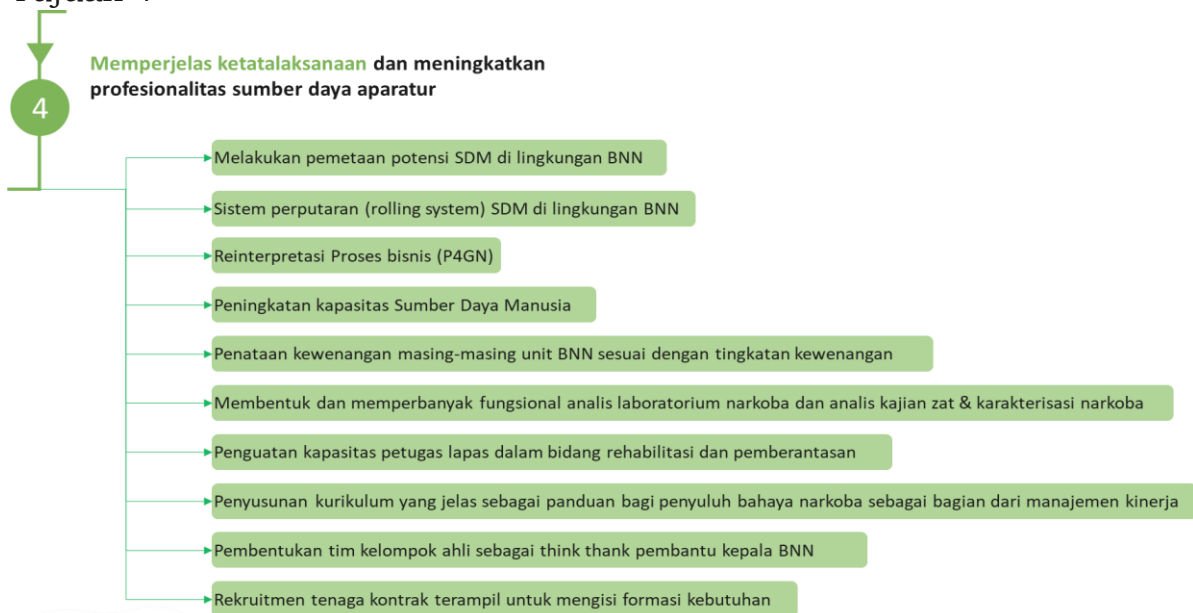 Memperjelas ketatalaksanaan dan meningkatkan
profesionalitas sumber daya aparatur
4
Melakukan pemetaan potensi SDM di lingkungan BNN
Sistem perputaran (rolling system) SDM di lingkungan BNN
Reinterpretasi Proses bisnis (P4GN)
Peningkatan kapasitas Sumber Daya Manusia
Penataan kewenangan masing-masing unit BNN sesuai dengan tingkatan kewenangan
Membentuk dan memperbanyak fungsional analis laboratorium narkoba dan analis kajian zat & karakterisasi narkoba
Penguatan kapasitas petugas lapas dalam bidang rehabilitasi dan pemberantasan
Penyusunan kurikulum yang jelas sebagai panduan bagi penyuluh bahaya narkoba sebagai bagian dari manajemen kinerja
Pembentukan tim kelompok ahli sebagai think thank pembantu kepala BNN
Rekruitmen tenaga kontrak terampil untuk mengisi formasi kebutuhan